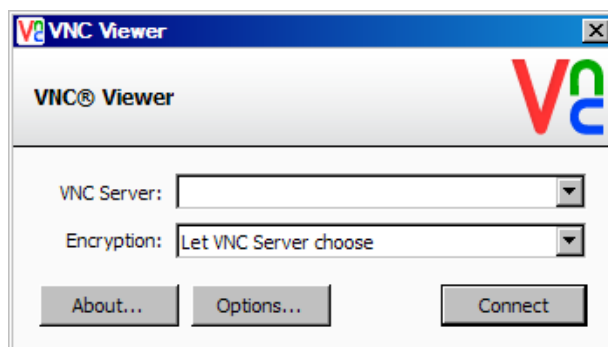 VNC Viewer
VNC® Viewer
VNC Server:
Encryption: Let VNC Server choose
About... Options... Connect